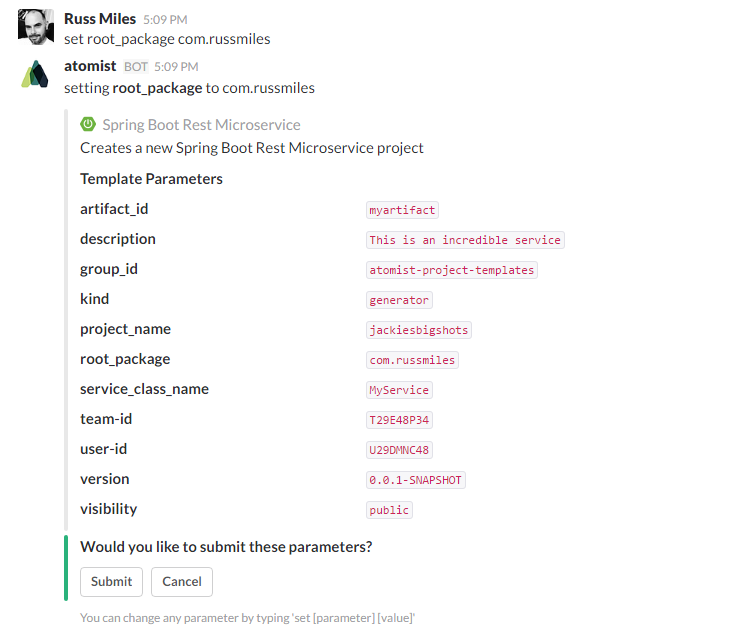 Russ Miles 5:09 PM
set root_package com.russmiles
atomist BOT 5:09 PM
setting root_package to com.russmiles
Spring Boot Rest Microservice
Creates a new Spring Boot Rest Microservice project
Template Parameters
artifact_id myartifact
description This is an incredible service
group_id atomist-project-templates
kind generator
project_name jackiesbigshots
root_package com.russmiles
service_class_name MyService
team-id T29E48P34
user-id U29DMNC48
version 0.0.1-SNAPSHOT
visibility public
Would you like to submit these parameters?
Submit Cancel
You can change any parameter by typing 'set [parameter] [value]'